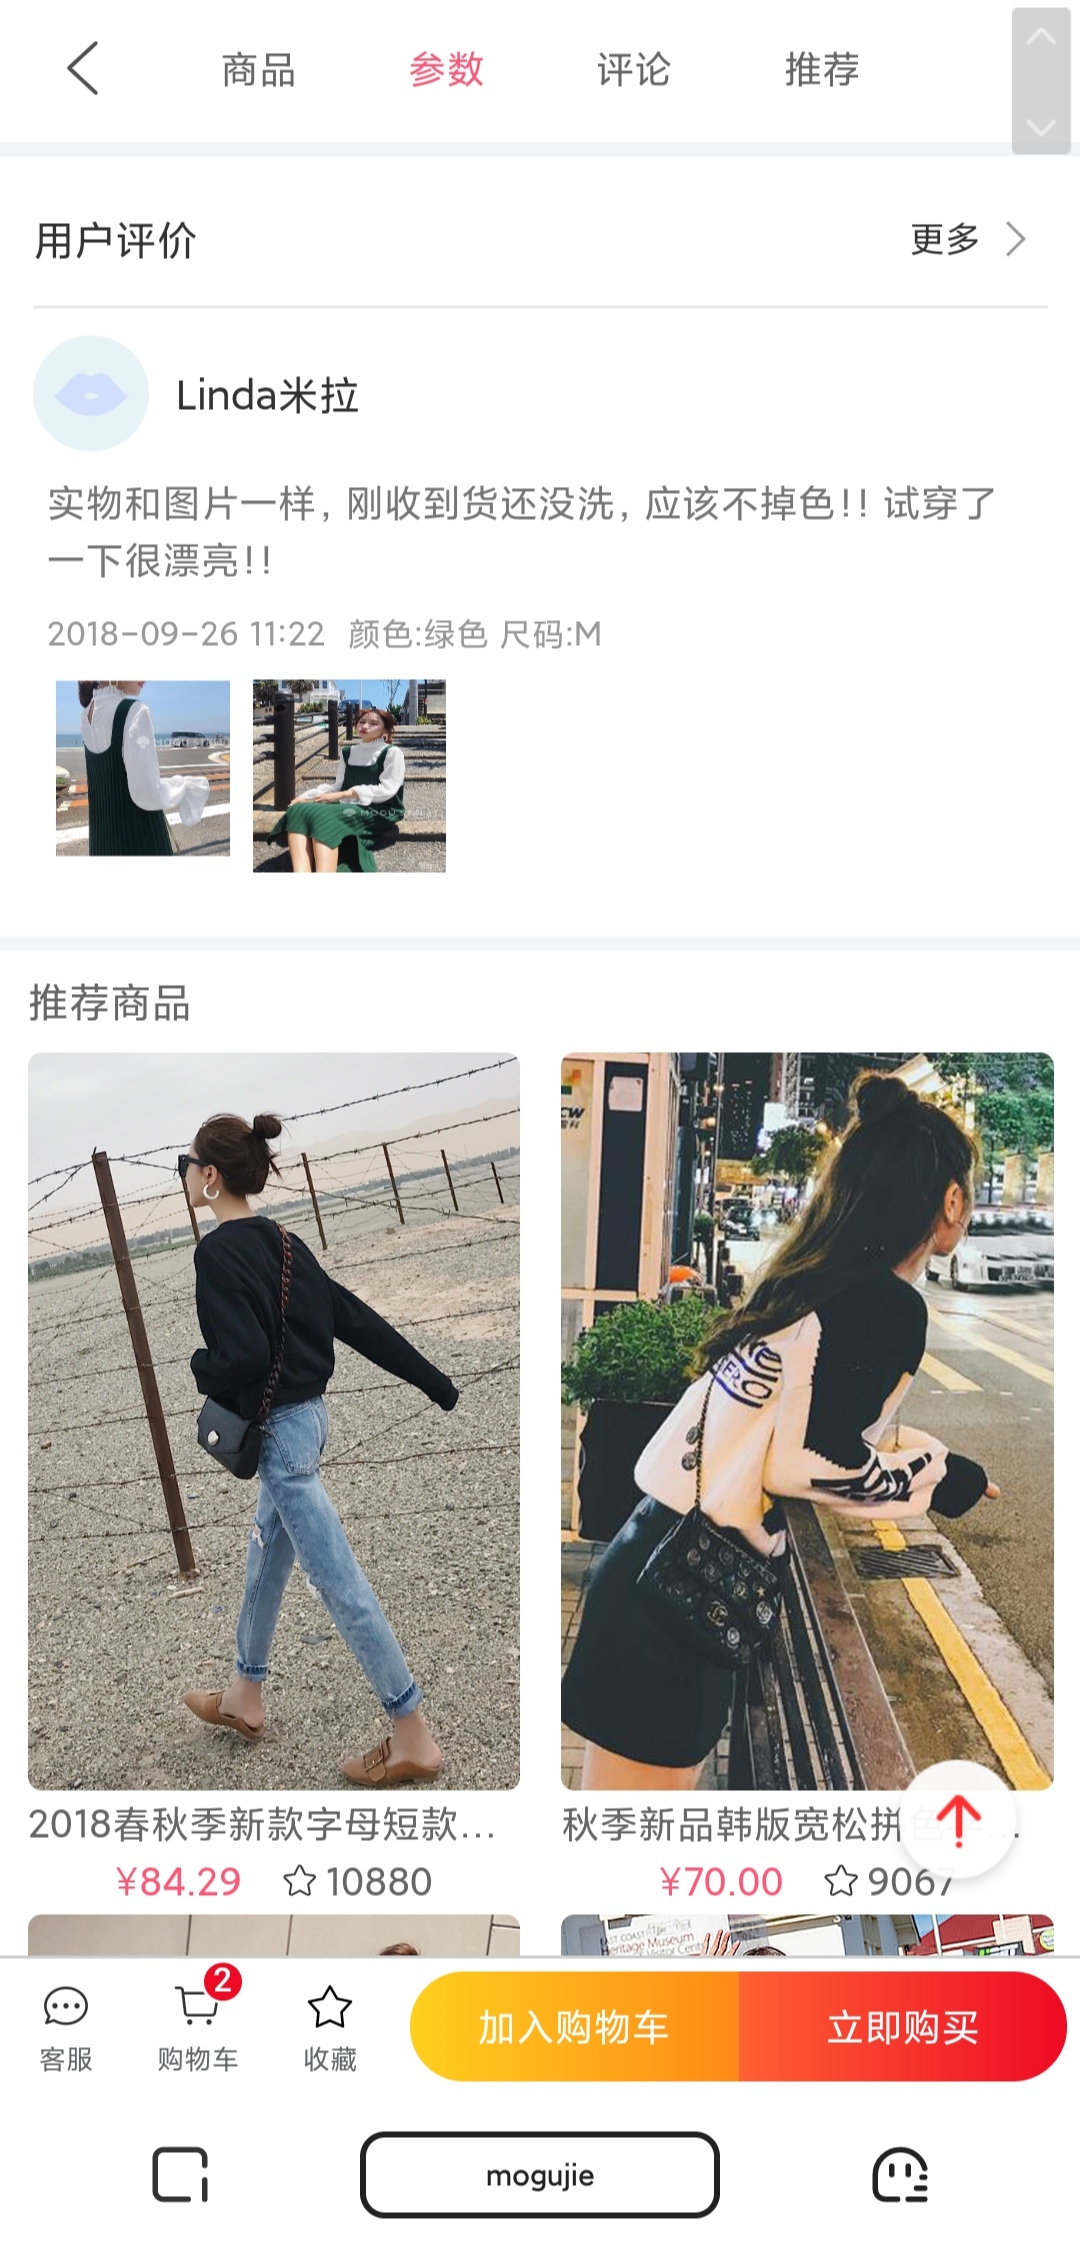 商品
参数
评论
推荐
用户评价
更多
Linda米拉
实物和图片一样,刚收到货还没洗,应该不掉色!! 试穿了
一下很漂亮!!
2018-09-26 11:22 颜色:绿色 尺码:M
MOGU
推荐商品
2018春秋季新款字母短款...
秋季新品韩版宽松拼色
¥84.29
10880
¥70.00
9067
Heritage Museum
2
客服
购物车
收藏
加入购物车
立即购买
mogujie